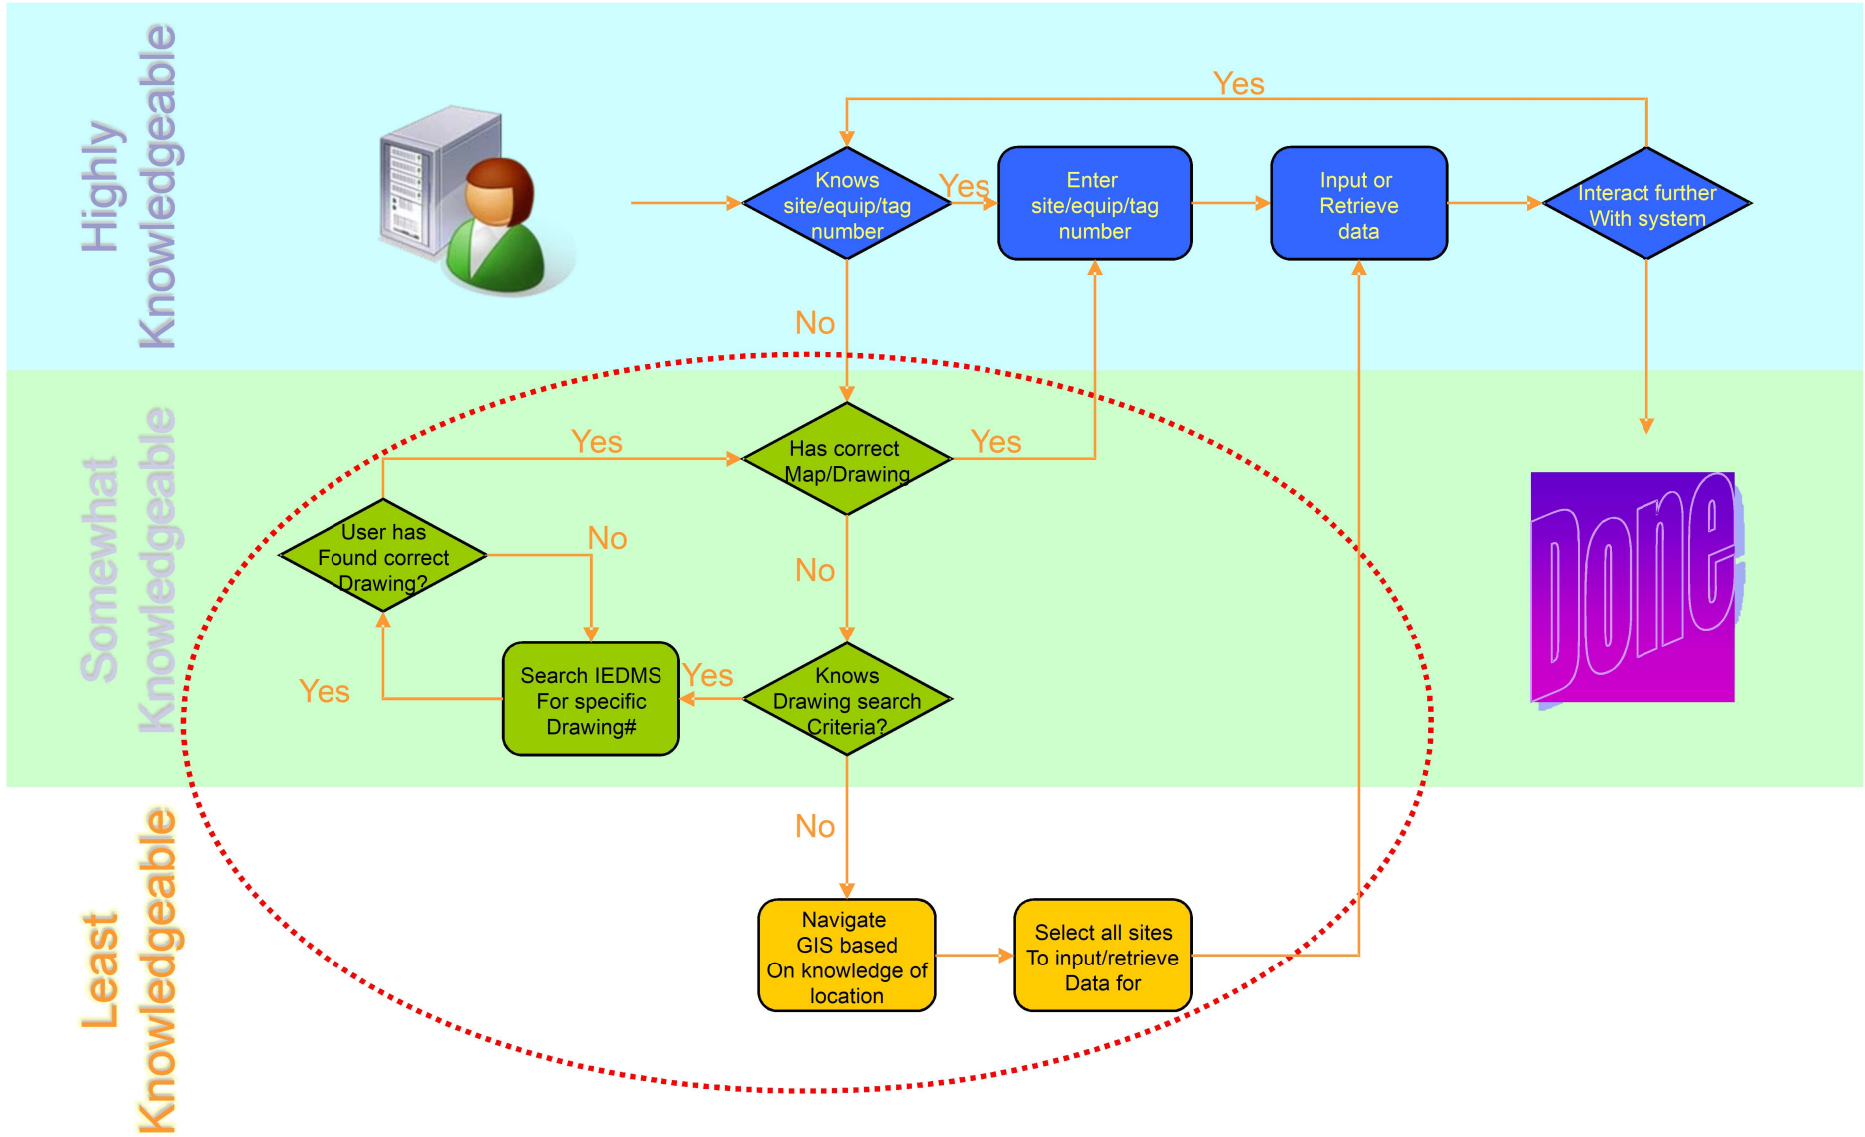 Highly
Knowledgeable
Yes
Knows
site/equip/tag
number
Yes
Enter
site/equip/tag
number
Input or
Retrieve
data
Interact further
With system
No
Somewhat
Knowledgeable
Yes
Has correct
Map/Drawing
Yes
User has
Found correct
Drawing?
No
No
Done
Yes
Search IEDMS
For specific
Drawing#
Yes
Knows
Drawing search
Criteria?
Least
Knowledgeable
No
Navigate
GIS based
On knowledge of
location
Select all sites
To input/retrieve
Data for